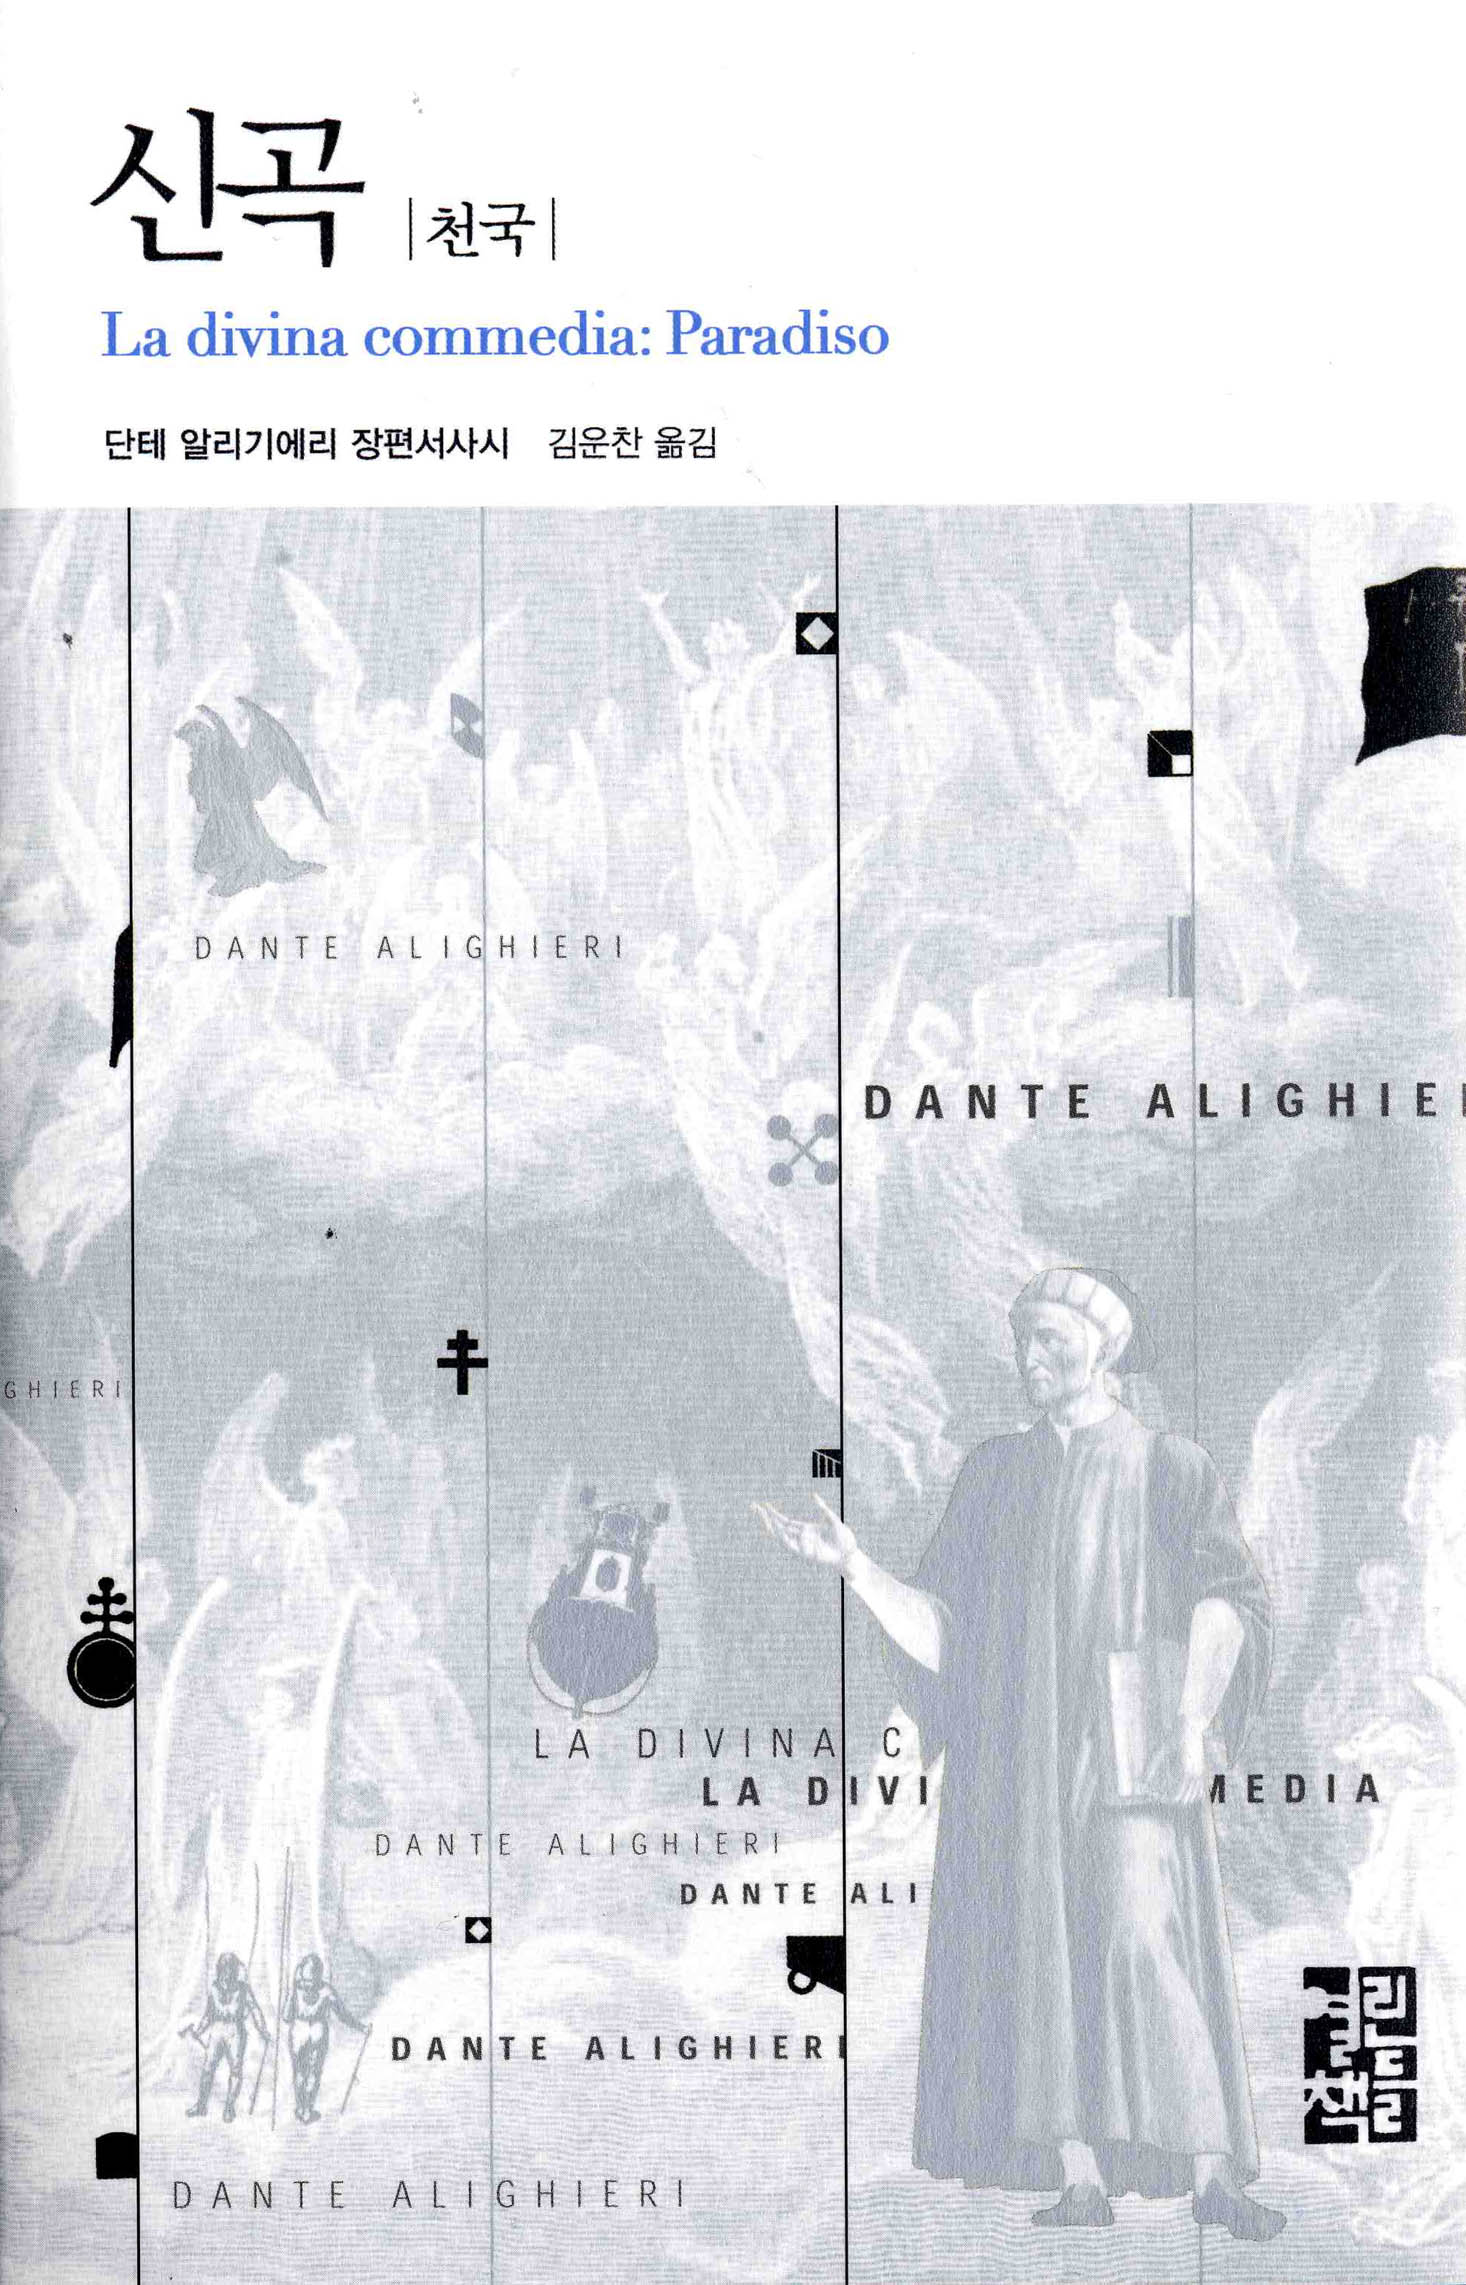 신곡 |천국|
La divina commedia: Paradiso
단테 알리기에리 장편서사시 김운찬 옮김
DANTE ALIGHIERI
DANTE ALIGHIE
GHIERI
LA DIVINA C
LA DIVI MEDIA
DANTE ALIGHIERI
DANTE ALI
DANTE ALIGHIERI
DANTE ALIGHIERI
열린책들